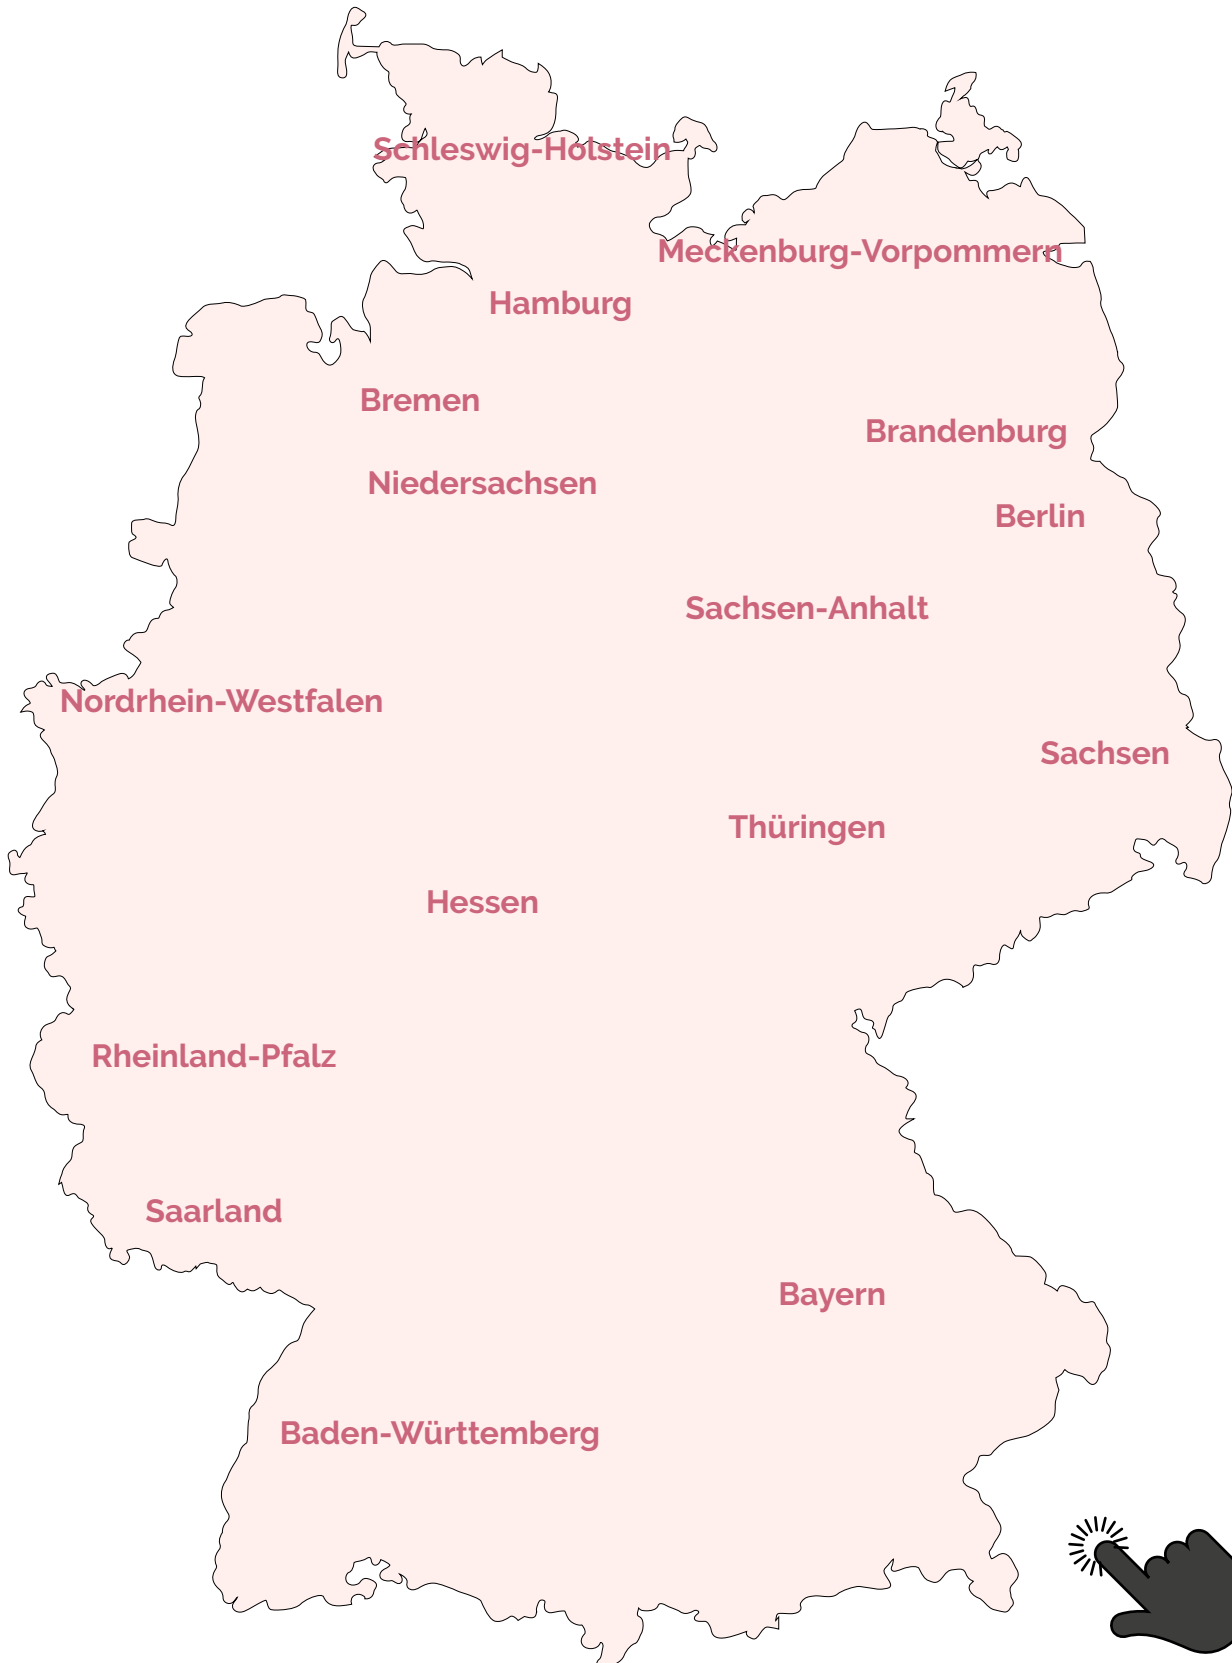 Schleswig-Holstein
Meckenburg-Vorpommern
Hamburg
Bremen
Brandenburg
Niedersachsen
Berlin
Sachsen-Anhalt
Nordrhein-Westfalen
Sachsen
Thüringen
Hessen
Rheinland-Pfalz
Saarland
Bayern
Baden-Württemberg